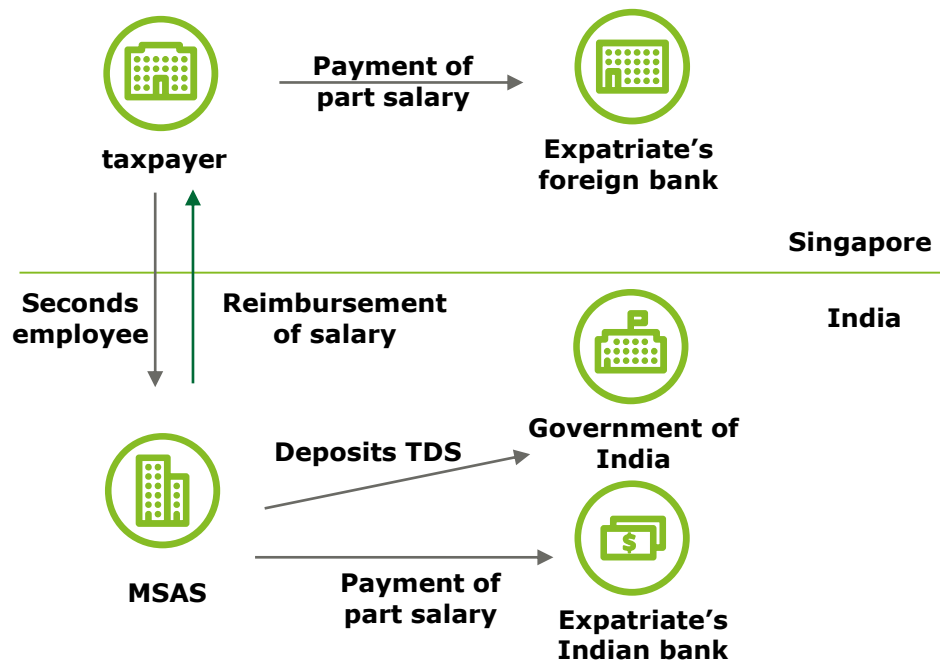 Payment of
part salary
taxpayer
Expatriate’s
foreign bank
Singapore
Seconds
employee
Reimbursement
of salary
India
Government of
India
Deposits TDS
$
MSAS
Payment of
part salary
Expatriate’s
Indian bank